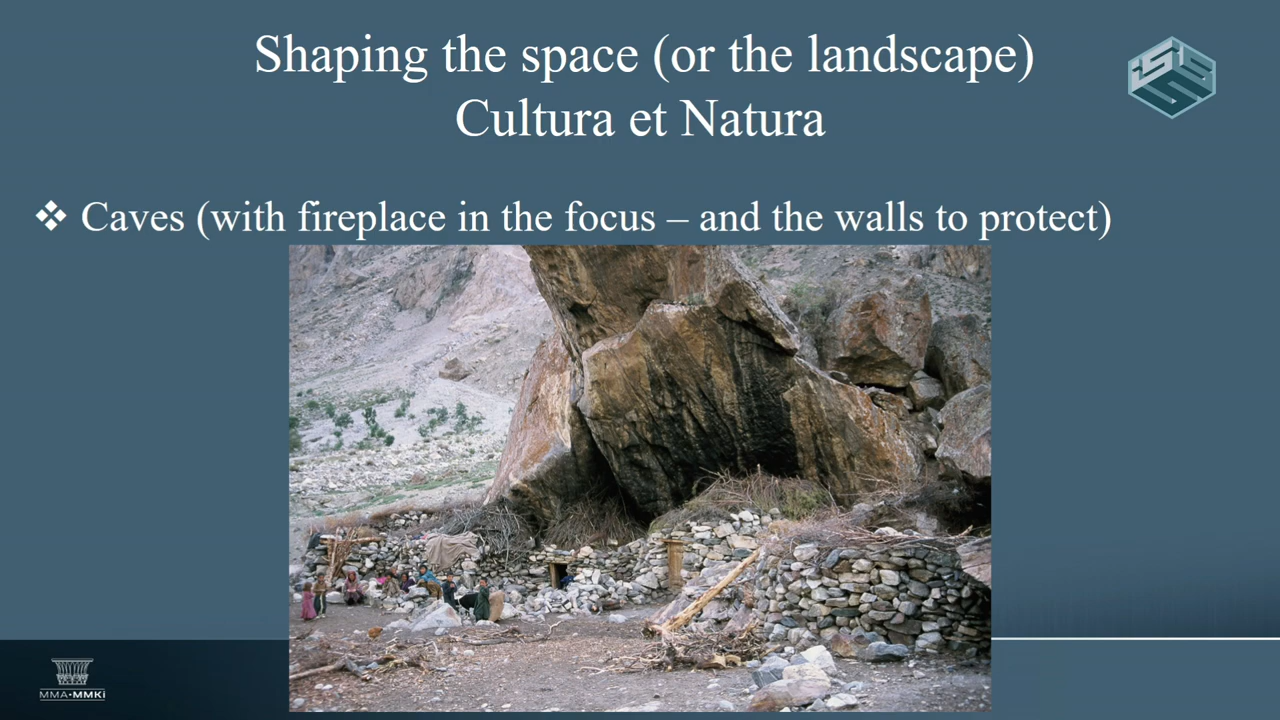 Shaping the space (or the landscape)
Cultura et Natura
❖ Caves (with fireplace in the focus – and the walls to protect)
MMA•MMKi